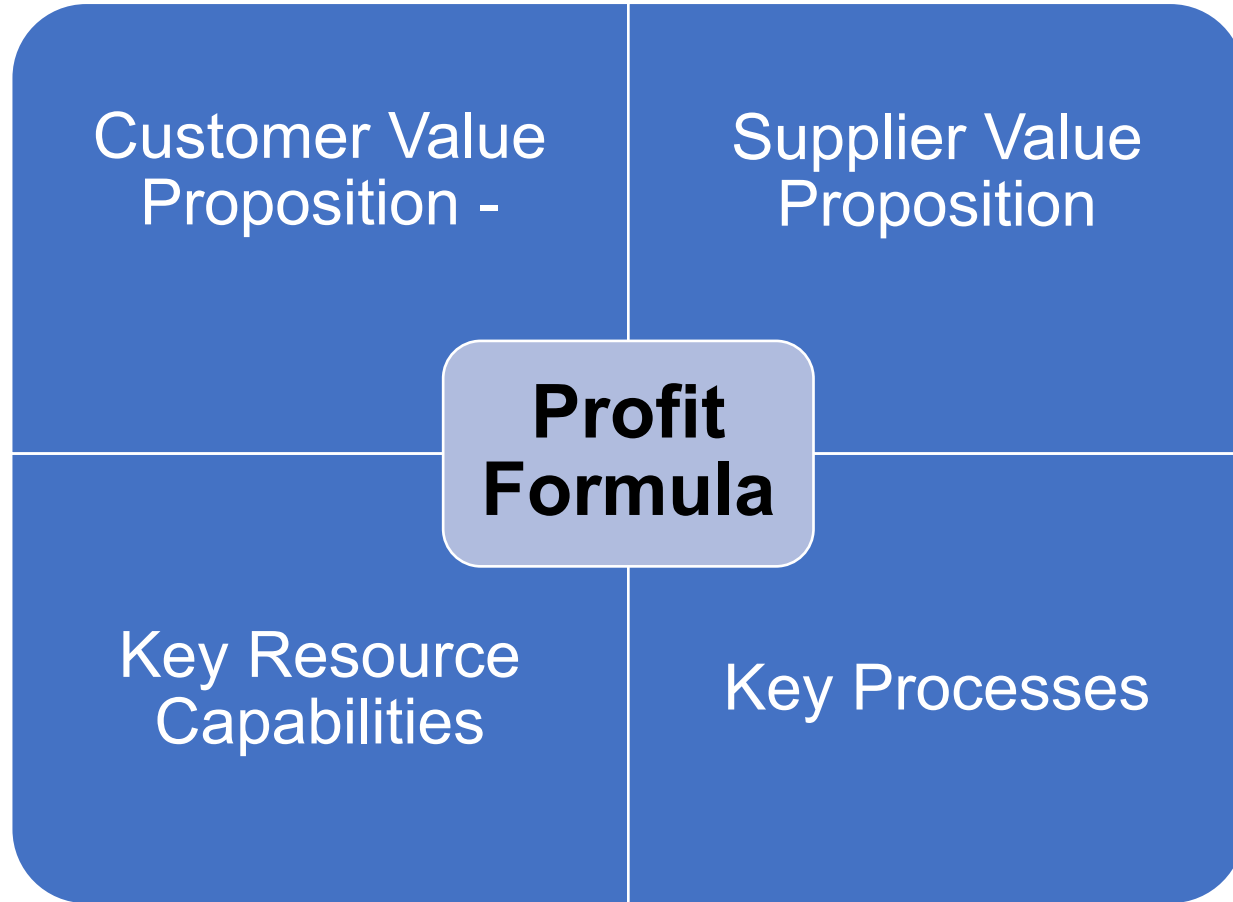 Customer Value
Proposition -
Supplier Value
Proposition
Profit
Formula
Key Resource
Capabilities
Key Processes